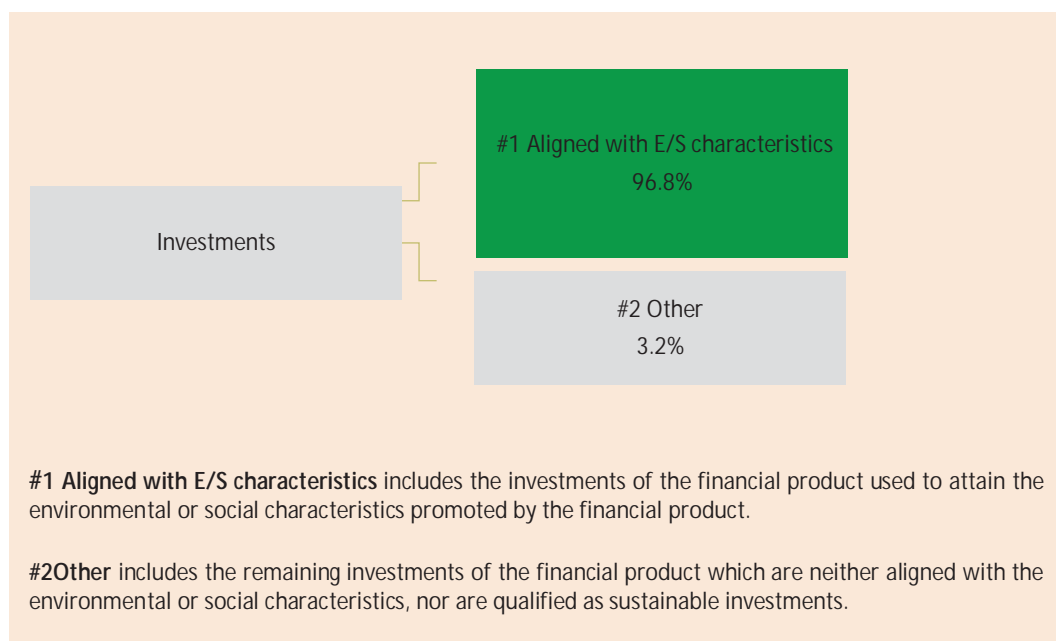 #1 Aligned with E/S characteristics
96.8%
Investments
#2 Other
3.2%
#1 Aligned with E/S characteristics includes the investments of the financial product used to attain the
environmental or social characteristics promoted by the financial product.
#2Other includes the remaining investments of the financial product which are neither aligned with the
environmental or social characteristics, nor are qualified as sustainable investments.